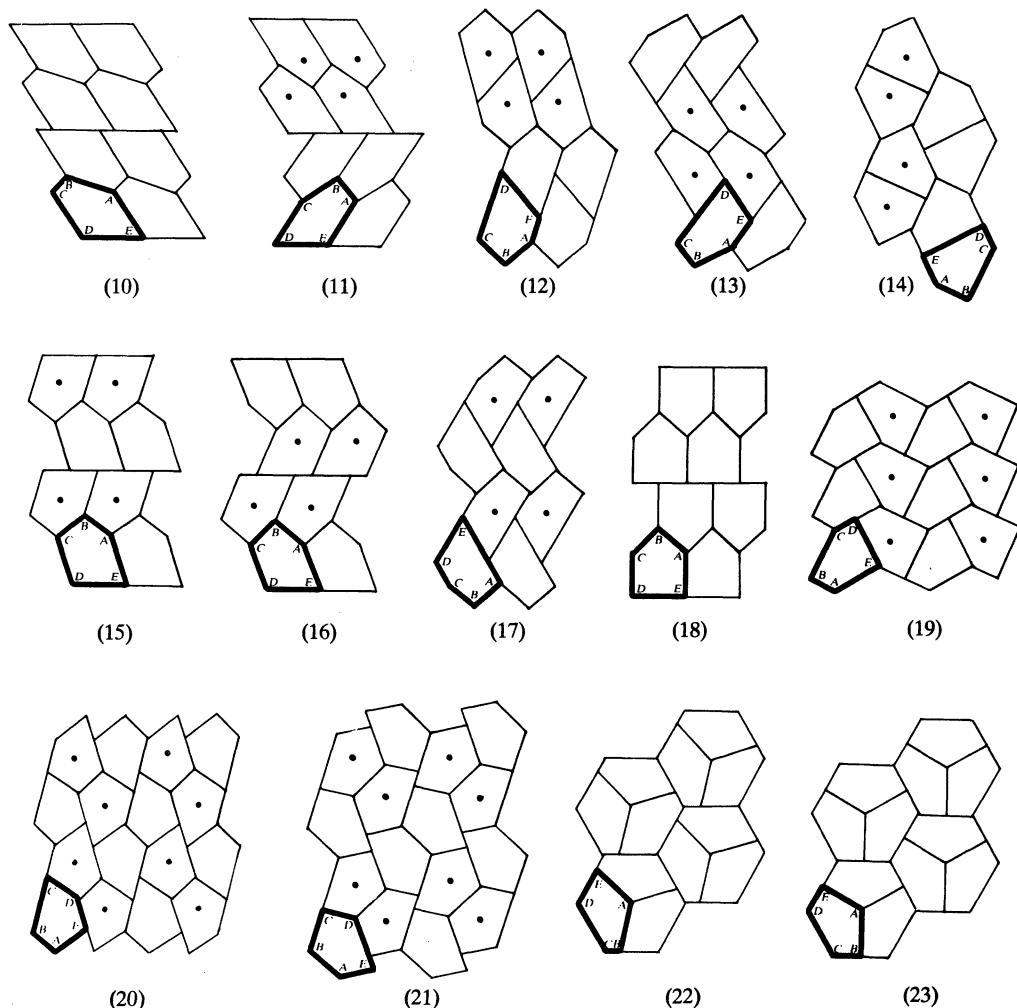 B
C A
D E
(10)
B
C A
D E
(11)
D
F
C A
B
(12)
D
E
C A
B
(13)
D
C
E
A
B
(14)
B
C A
D E
(15)
B
C A
D F
(16)
E
D
C A
B
(17)
B
C A
D E
(18)
C D
B F
A
(19)
C
D
B F
A
(20)
C D
B
F
A
(21)
E
D A
C B
(22)
E
D A
C B
(23)